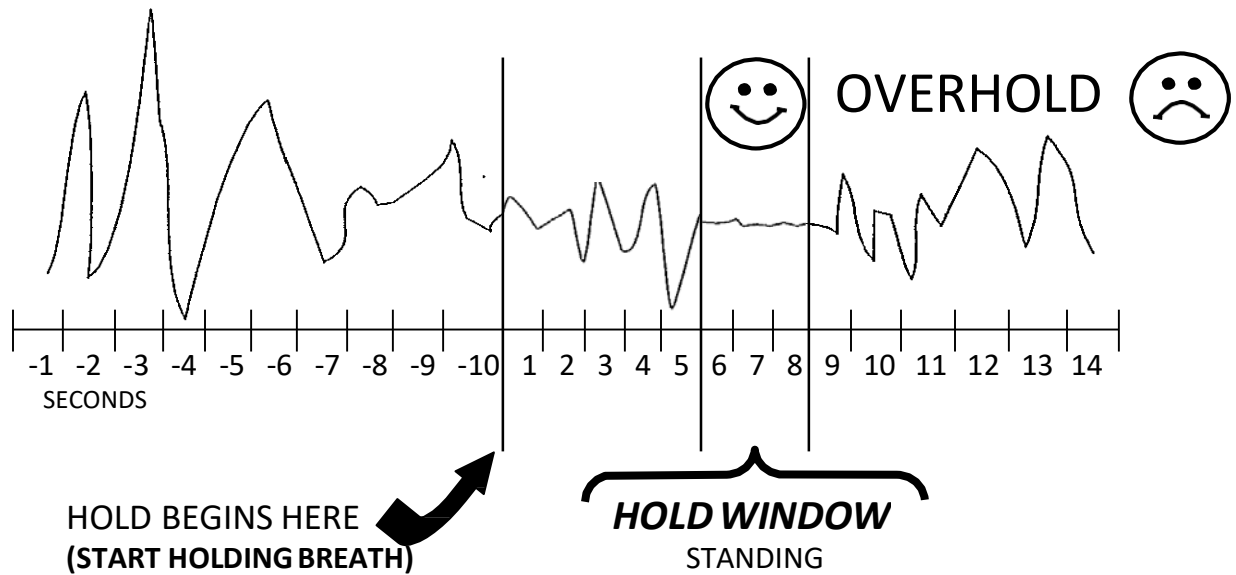 OVERHOLD
-1 -2 -3 -4 -5 -6 -7 -8 -9 -10 1 2 3 4 5 6 7 8 9 10 11 12 13 14
SECONDS
HOLD BEGINS HERE
(START HOLDING BREATH)
HOLD WINDOW
STANDING